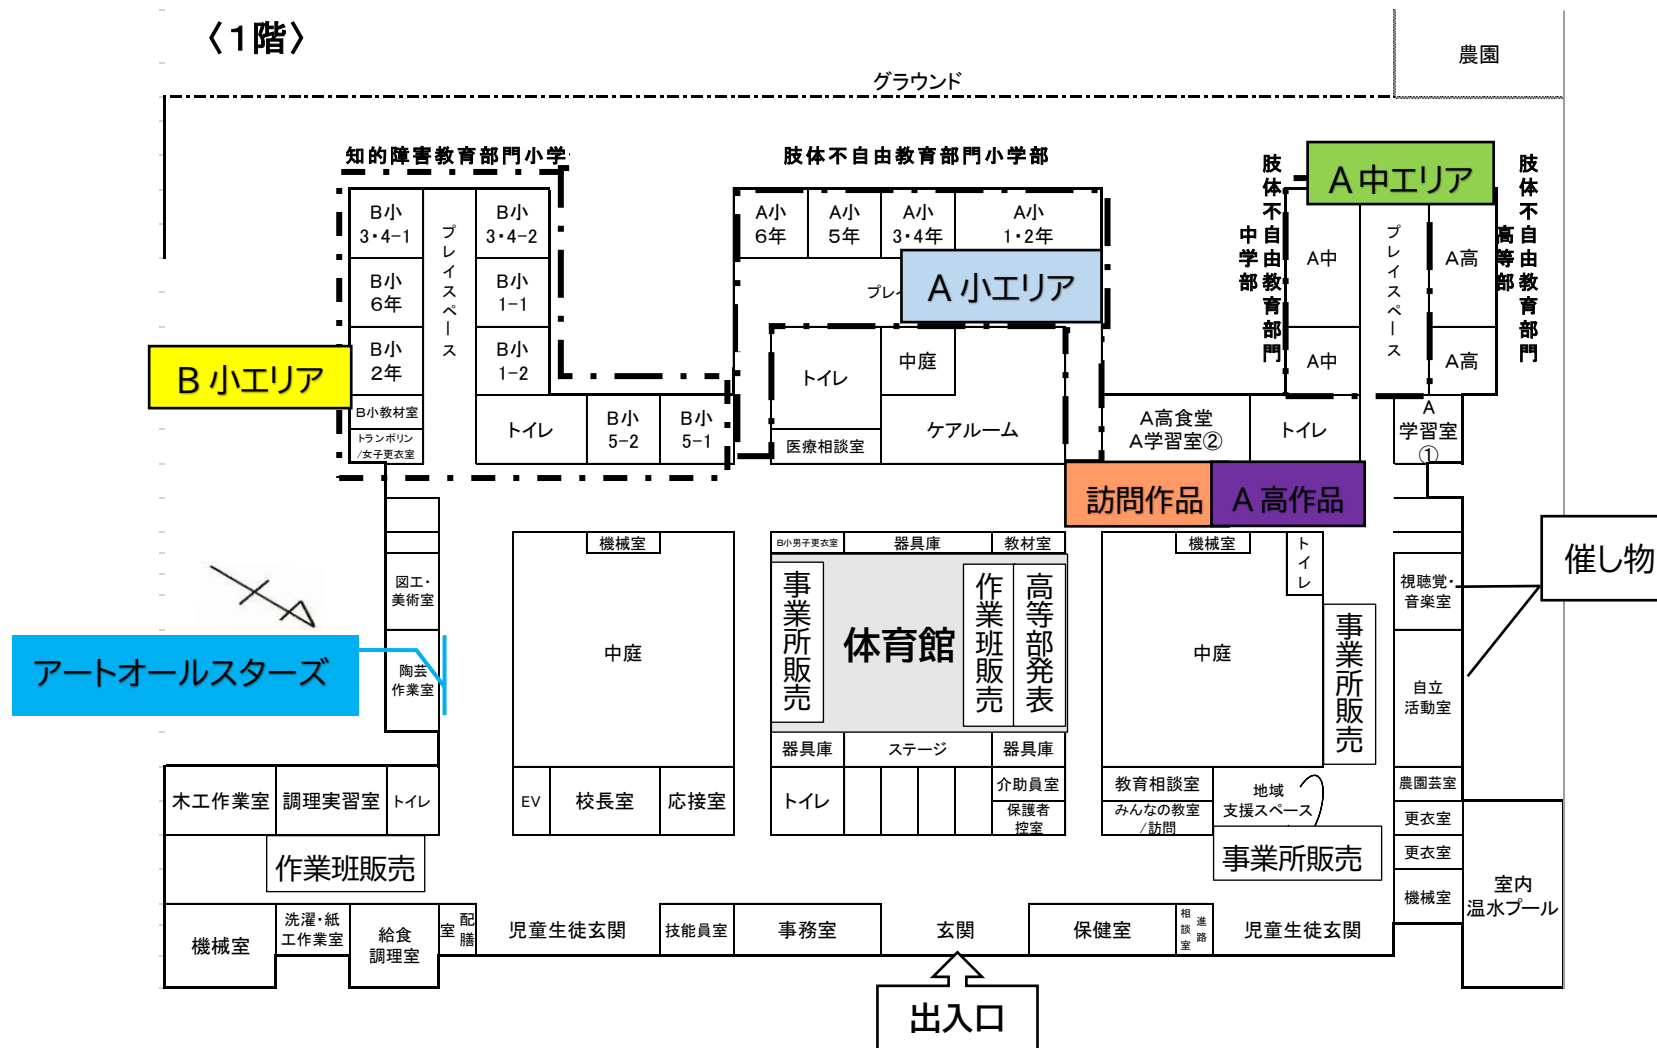 〈1階〉
農園
グラウンド
知的障害教育部門小学
肢体不自由教育部門小学部
肢体不自由教育部門
中学部
A中エリア
肢体不自由教育部門
高等部
B小
3・4-1
プレイスペース
B小
3・4-2
A小
6年
A小
5年
A小
3・4年
A小
1・2年
A中
プレイスペース
A高
B小
6年
B小
1-1
プレイ
A小エリア
B小エリア
B小
2年
B小
1-2
トイレ
中庭
A中
A高
B小教材室
トランポリン
/女子更衣室
トイレ
B小
5-2
B小
5-1
医療相談室
ケアルーム
A高食堂
A学習室②
トイレ
A
学習室
①
訪問作品
A高作品
機械室
B小男子更衣室
器具庫
教材室
機械室
トイレ
催し物
図工・
美術室
事業所販売
体育館
作業班販売
高等部発表
視聴覚・
音楽室
アートオールスターズ
陶芸
作業室
中庭
中庭
事業所販売
自立
活動室
器具庫
ステージ
器具庫
木工作業室
調理実習室
トイレ
EV
校長室
応接室
トイレ
介助員室
保護者
控室
教育相談室
みんなの教室
/訪問
地域
支援スペース
農園芸室
更衣室
更衣室
機械室
作業班販売
事業所販売
室内
温水プール
機械室
洗濯・紙
工作業室
給食
調理室
配膳
室
児童生徒玄関
技能員室
事務室
玄関
保健室
進路
相談室
児童生徒玄関
出入口